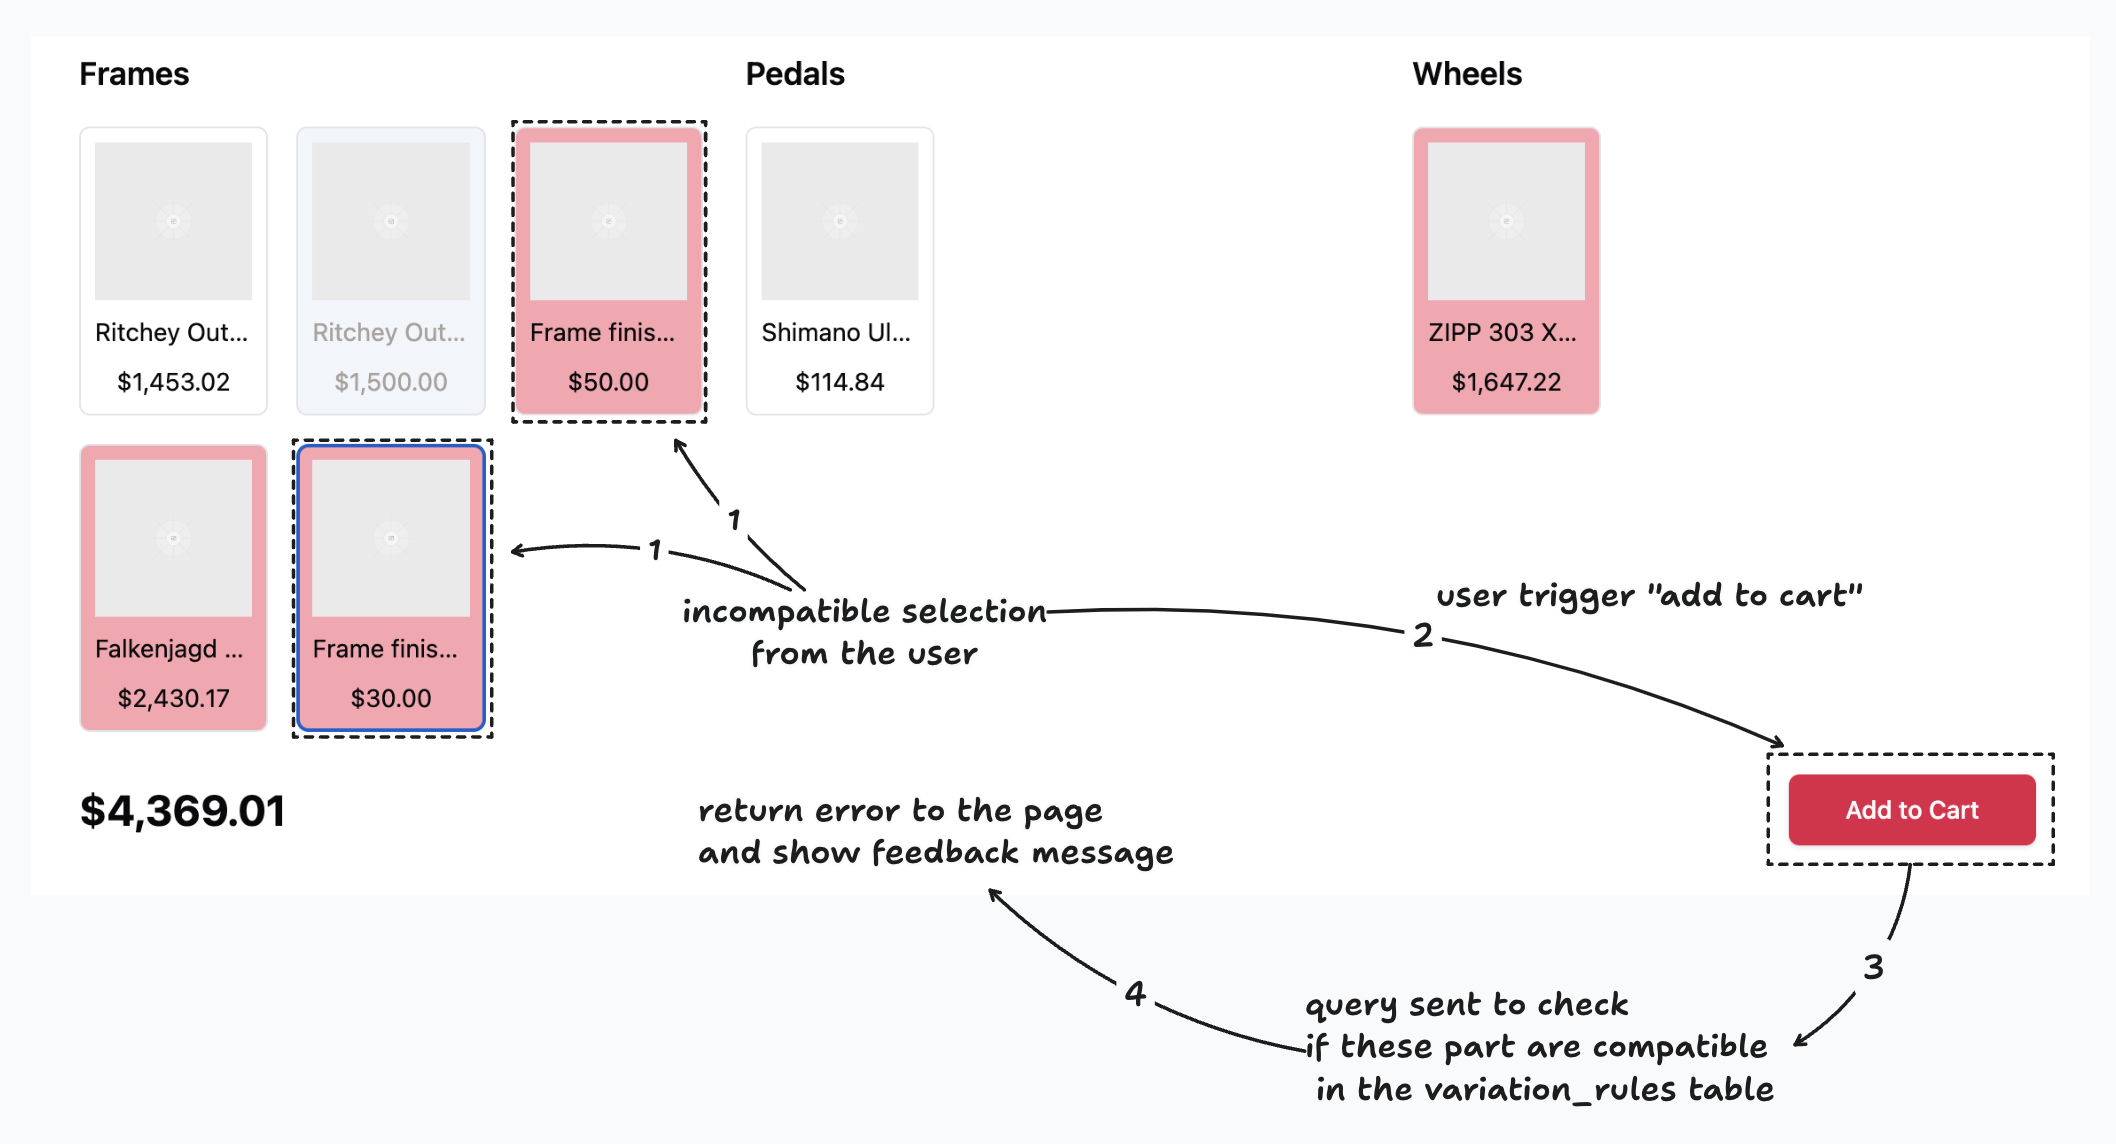 Frames
Pedals
Wheels
Ritchey Out...
Ritchey Out...
Frame finis...
Shimano Ul...
ZIPP 303 X...
$1,453.02
$1,500.00
$50.00
$114.84
$1,647.22
Falkenjagd ...
Frame finis...
$2,430.17
$30.00
1
1
incompatible selection
from the user
user trigger "add to cart"
2
$4,369.01
return error to the page
and show feedback message
Add to Cart
3
4
query sent to check
if these part are compatible
in the variation_rules table